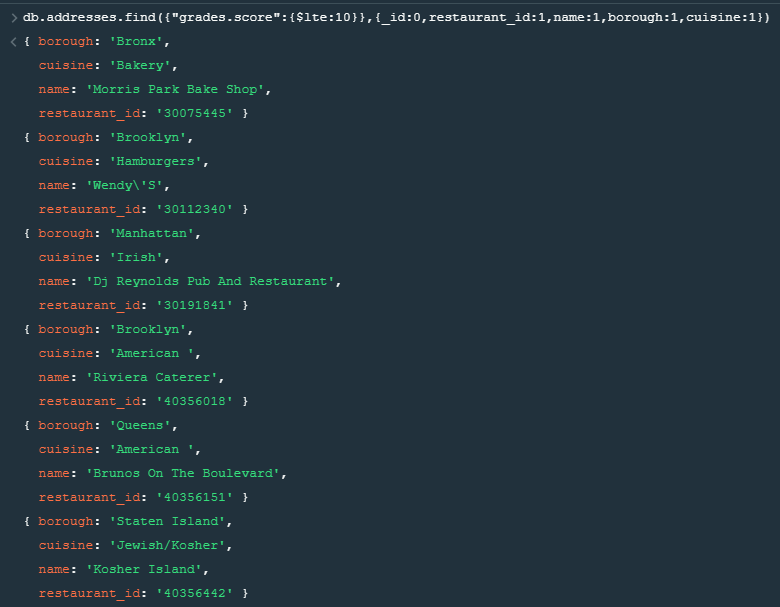 > db.addresses.find({"grades.score":{$lte:10}},{_id:0,restaurant_id:1,name:1,borough:1,cuisine:1})
< { borough: 'Bronx',
cuisine: 'Bakery',
name: 'Morris Park Bake Shop',
restaurant_id: '30075445' }
{ borough: 'Brooklyn',
cuisine: 'Hamburgers',
name: 'Wendy\'S',
restaurant_id: '30112340' }
{ borough: 'Manhattan',
cuisine: 'Irish',
name: 'Dj Reynolds Pub And Restaurant',
restaurant_id: '30191841' }
{ borough: 'Brooklyn',
cuisine: 'American ',
name: 'Riviera Caterer',
restaurant_id: '40356018' }
{ borough: 'Queens',
cuisine: 'American ',
name: 'Brunos On The Boulevard',
restaurant_id: '40356151' }
{ borough: 'Staten Island',
cuisine: 'Jewish/Kosher',
name: 'Kosher Island',
restaurant_id: '40356442' }